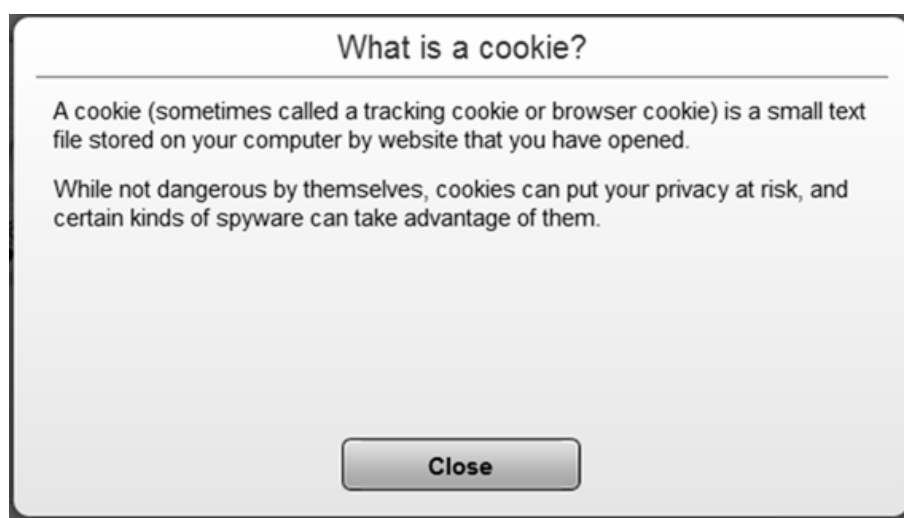 What is a cookie?
A cookie (sometimes called a tracking cookie or browser cookie) is a small text
file stored on your computer by website that you have opened.
While not dangerous by themselves, cookies can put your privacy at risk, and
certain kinds of spyware can take advantage of them.
Close